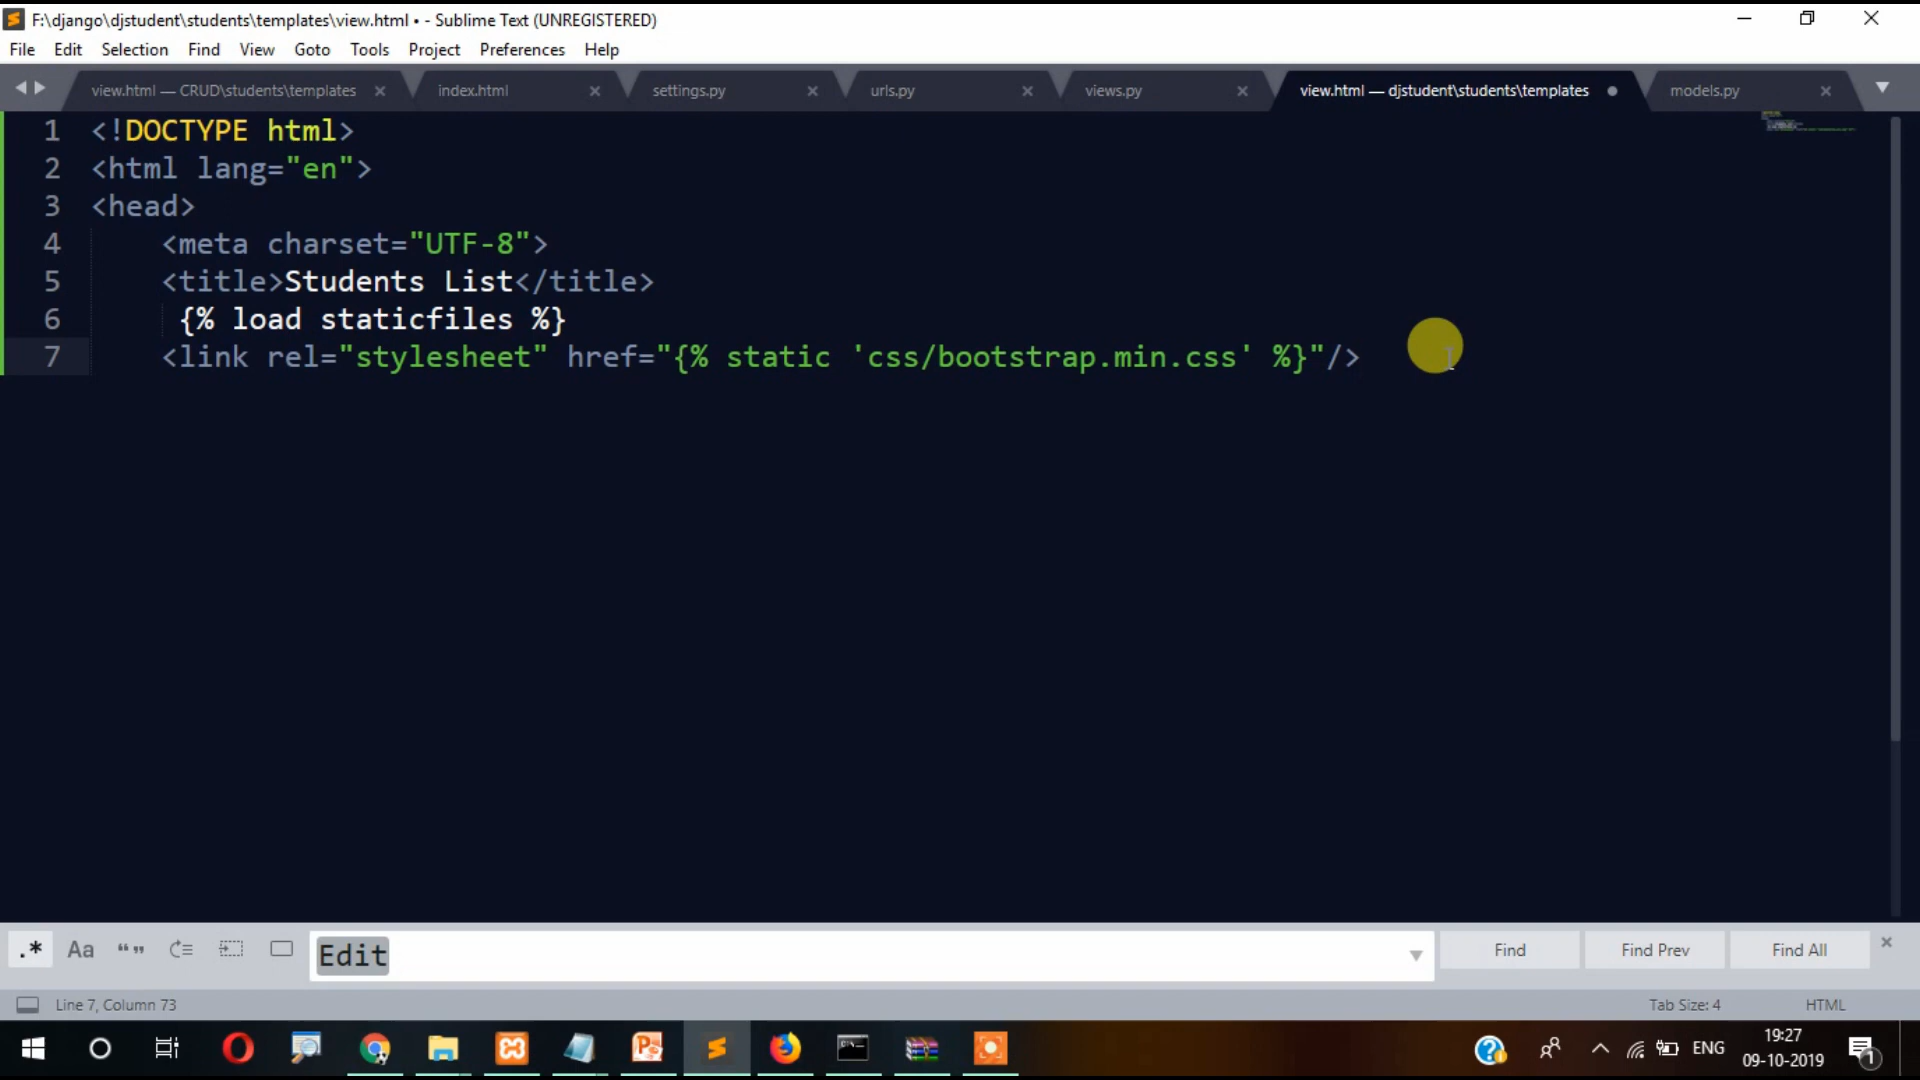 F:\django\djstudent\students\templates\view.html • - Sublime Text (UNREGISTERED)
File Edit Selection Find View Goto Tools Project Preferences Help
view.html — CRUD\students\templates index.html settings.py urls.py views.py view.html — djstudent\students\templates models.py
1 <!DOCTYPE html>
2 <html lang="en">
3 <head>
4 <meta charset="UTF-8">
5 <title>Students List</title>
6 {% load staticfiles %}
7 <link rel="stylesheet" href="{% static 'css/bootstrap.min.css' %}"/>
.* Aa “” Edit Find Find Prev Find All
Line 7, Column 73 Tab Size: 4 HTML
ENG 19:27
09-10-2019 1